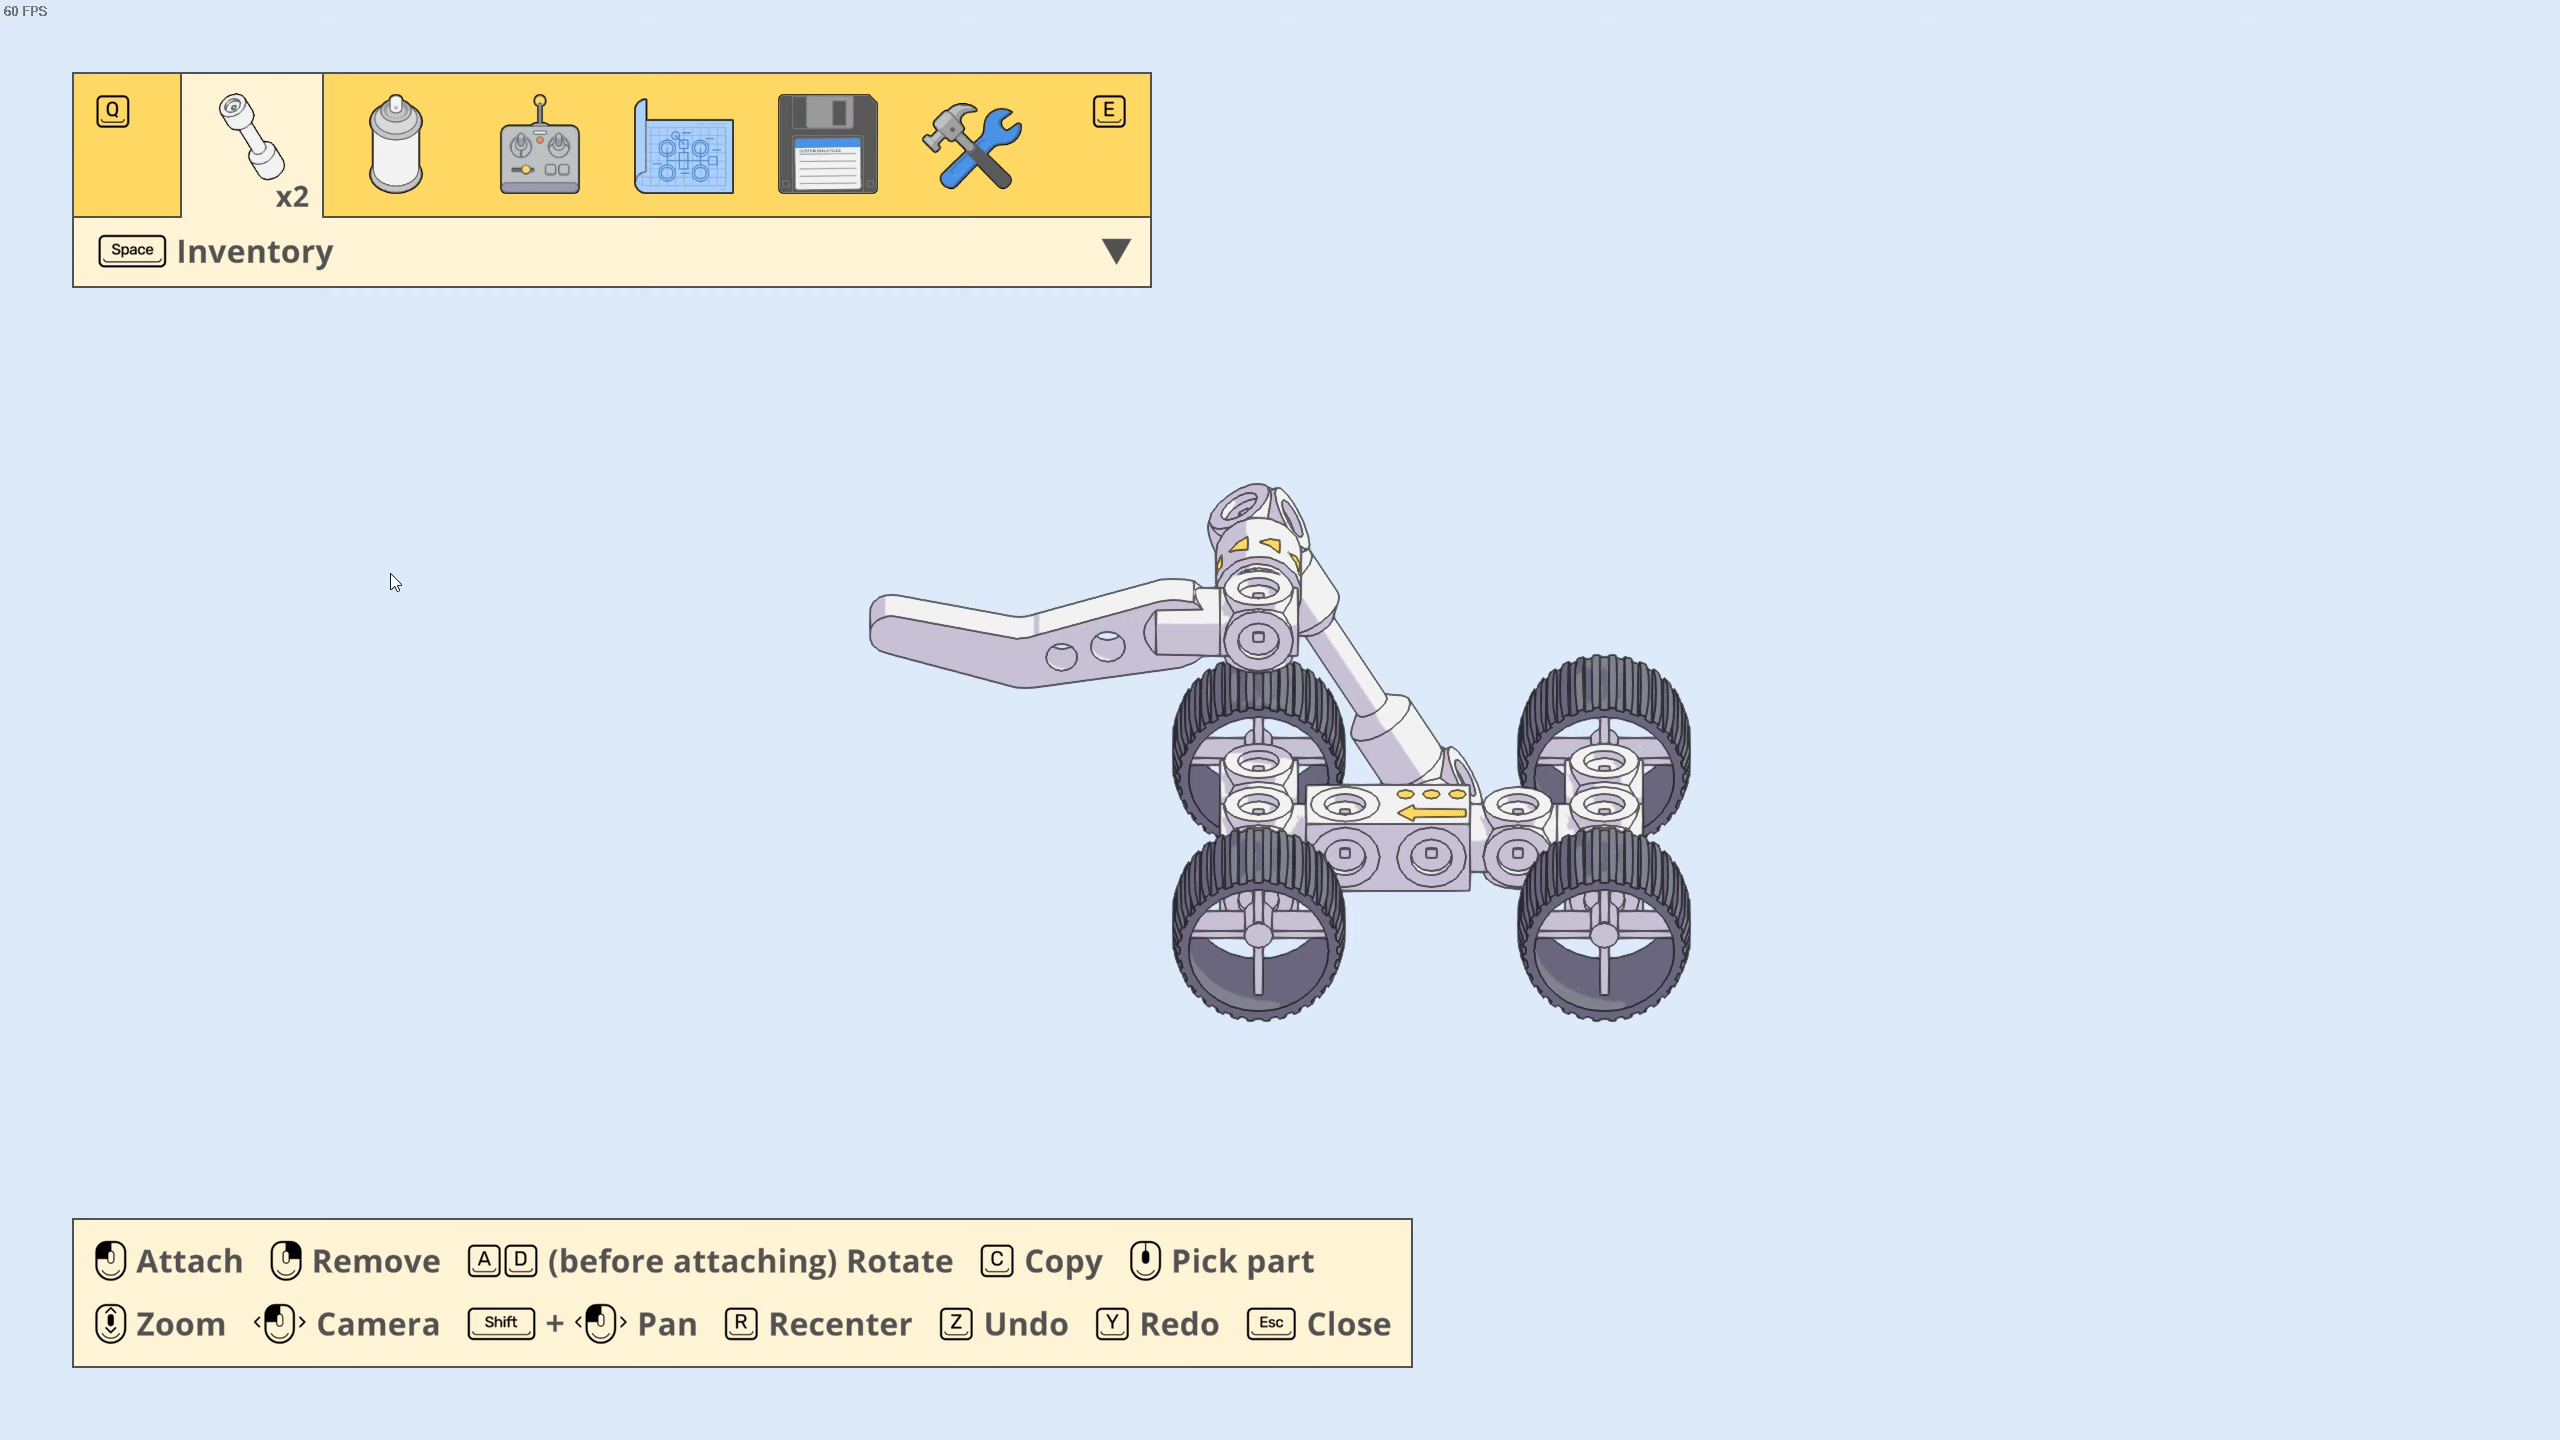 60 FPS
Q
x2
E
Space Inventory
Attach Remove A D (before attaching) Rotate C Copy Pick part
Zoom Camera Shift + Pan R Recenter Z Undo Y Redo Esc Close